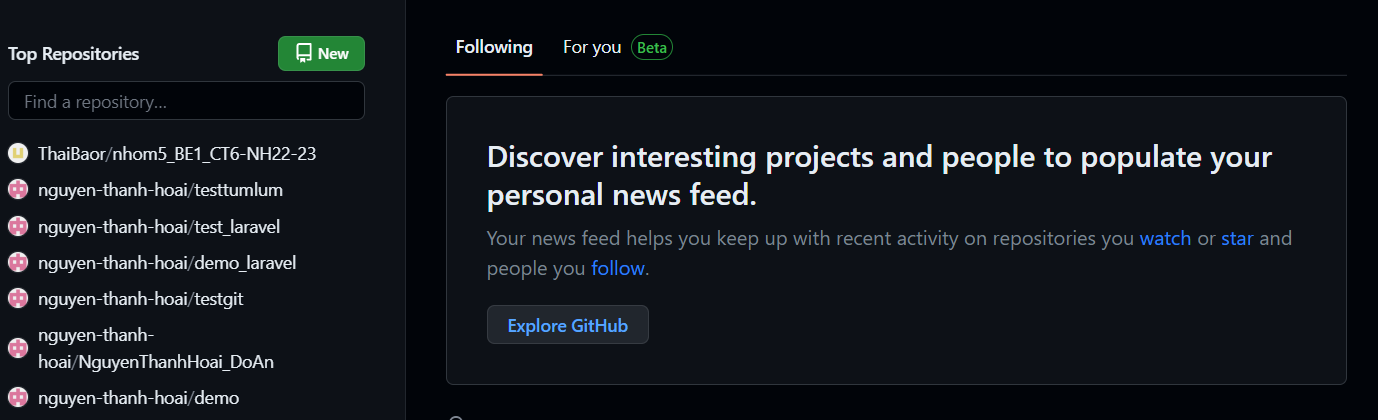 Top Repositories
New
Find a repository...
ThaiBaor/nhom5_BE1_CT6-NH22-23
nguyen-thanh-hoai/testtumlum
nguyen-thanh-hoai/test_laravel
nguyen-thanh-hoai/demo_laravel
nguyen-thanh-hoai/testgit
nguyen-thanh-
hoai/NguyenThanhHoai_DoAn
nguyen-thanh-hoai/demo
Following
For you Beta
Discover interesting projects and people to populate your
personal news feed.
Your news feed helps you keep up with recent activity on repositories you watch or star and
people you follow.
Explore GitHub